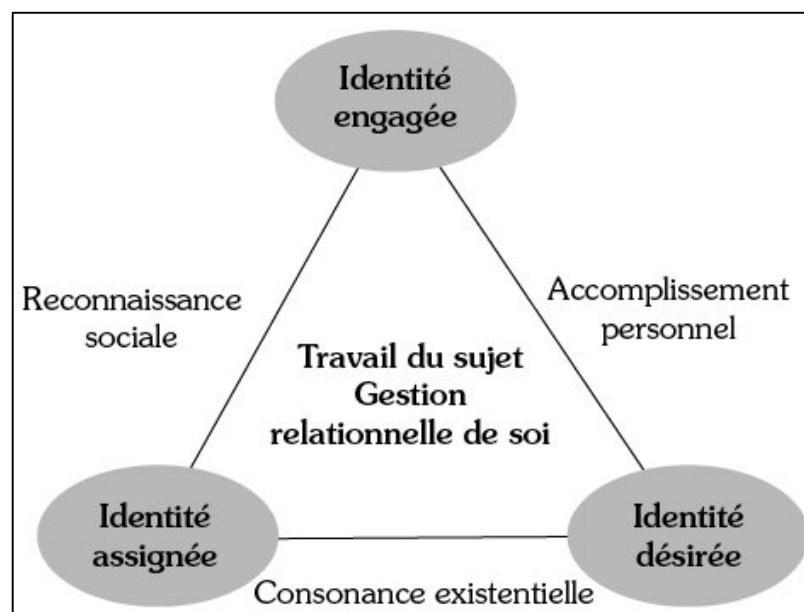 Identité
engagée
Reconnaissance
sociale
Accomplissement
personnel
Travail du sujet
Gestion
relationnelle de soi
Identité
assignée
Identité
désirée
Consonance existentielle